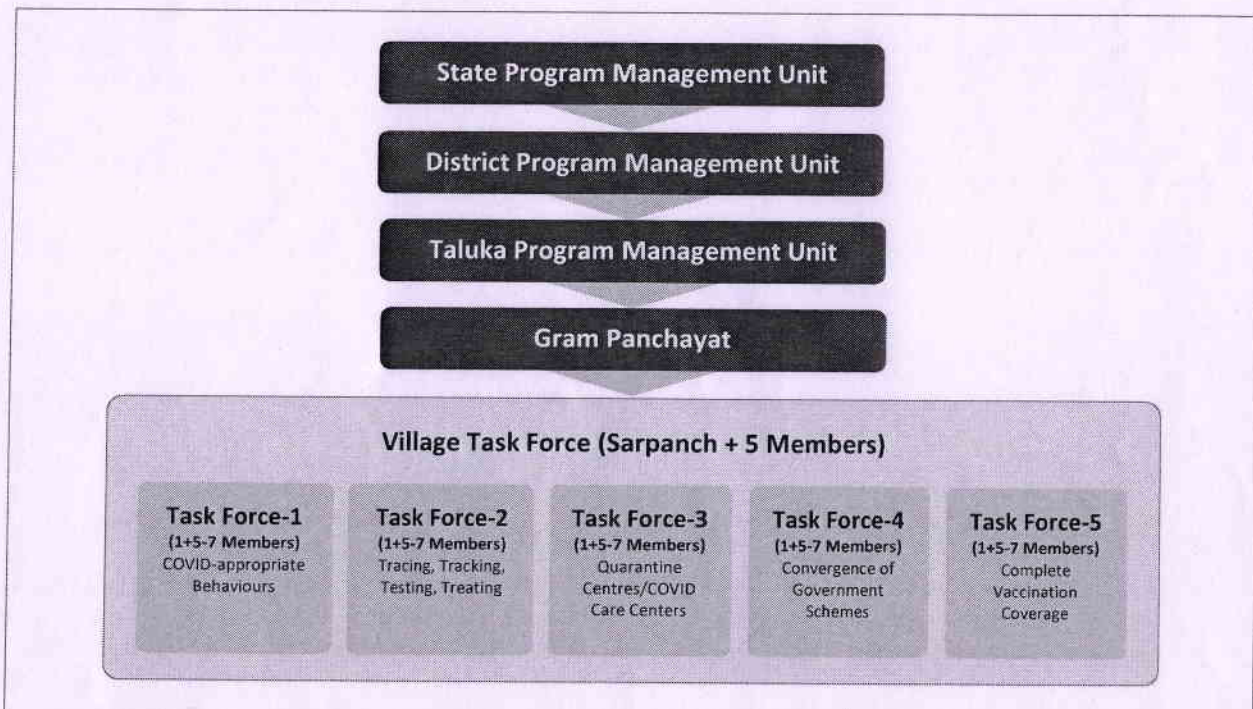 State Program Management Unit
District Program Management Unit
Taluka Program Management Unit
Gram Panchayat
Village Task Force (Sarpanch + 5 Members)
Task Force-1
(1+5-7 Members)
COVID-appropriate
Behaviours
Task Force-2
(1+5-7 Members)
Tracing, Tracking,
Testing, Treating
Task Force-3
(1+5-7 Members)
Quarantine
Centres/COVID
Care Centers
Task Force-4
(1+5-7 Members)
Convergence of
Government
Schemes
Task Force-5
(1+5-7 Members)
Complete
Vaccination
Coverage